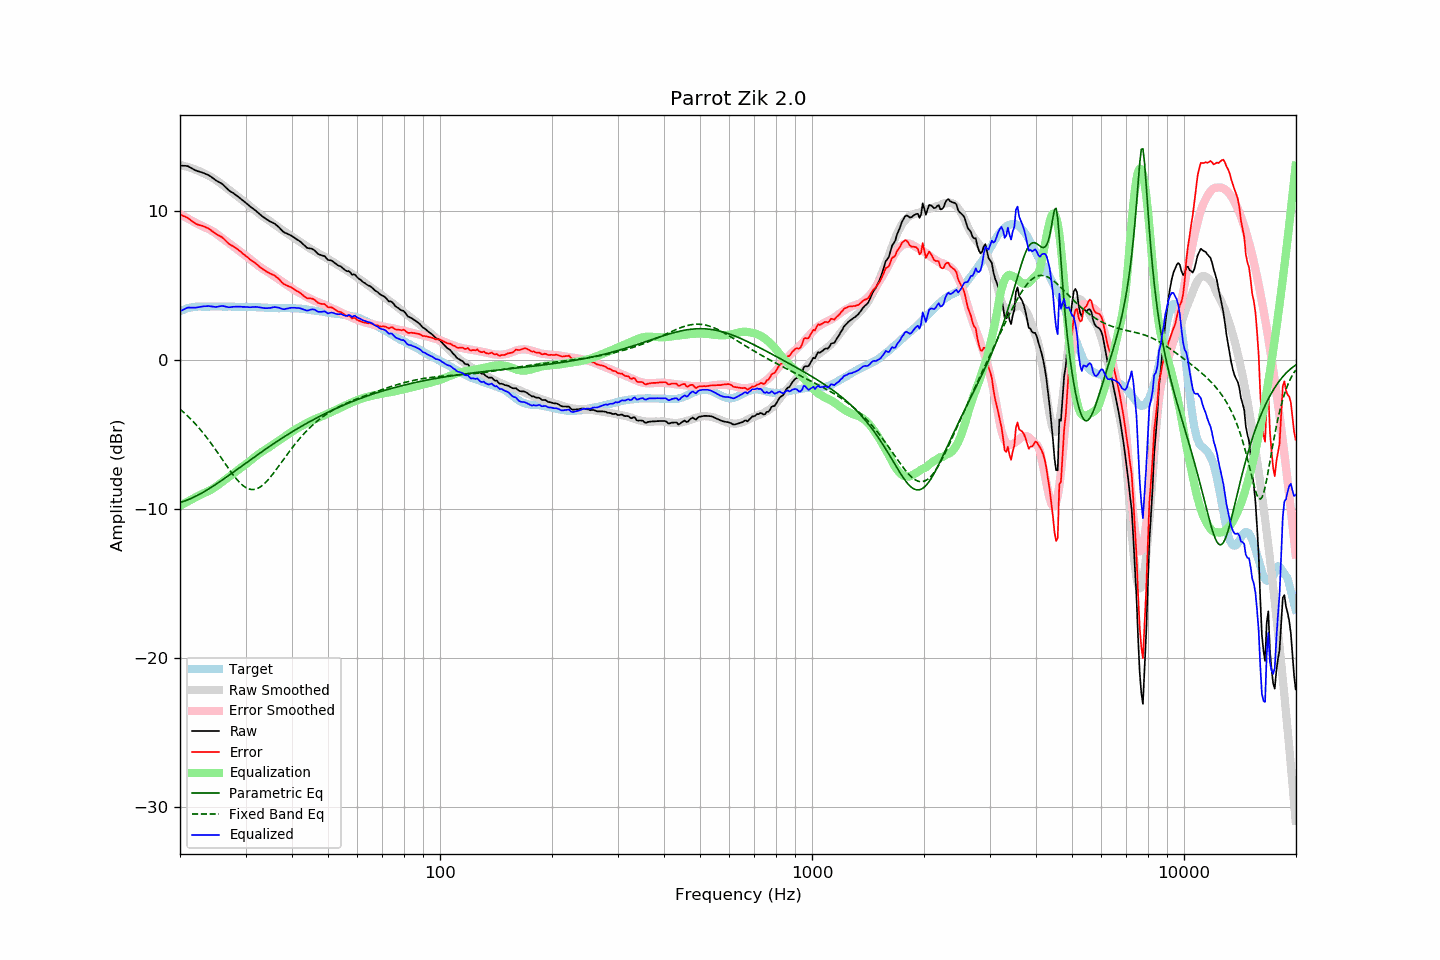 Parrot Zik 2.0
10
0
−10
−20
−30
Amplitude (dBr)
Target
Raw Smoothed
Error Smoothed
Raw
Error
Equalization
Parametric Eq
Fixed Band Eq
Equalized
100
1000
10000
Frequency (Hz)